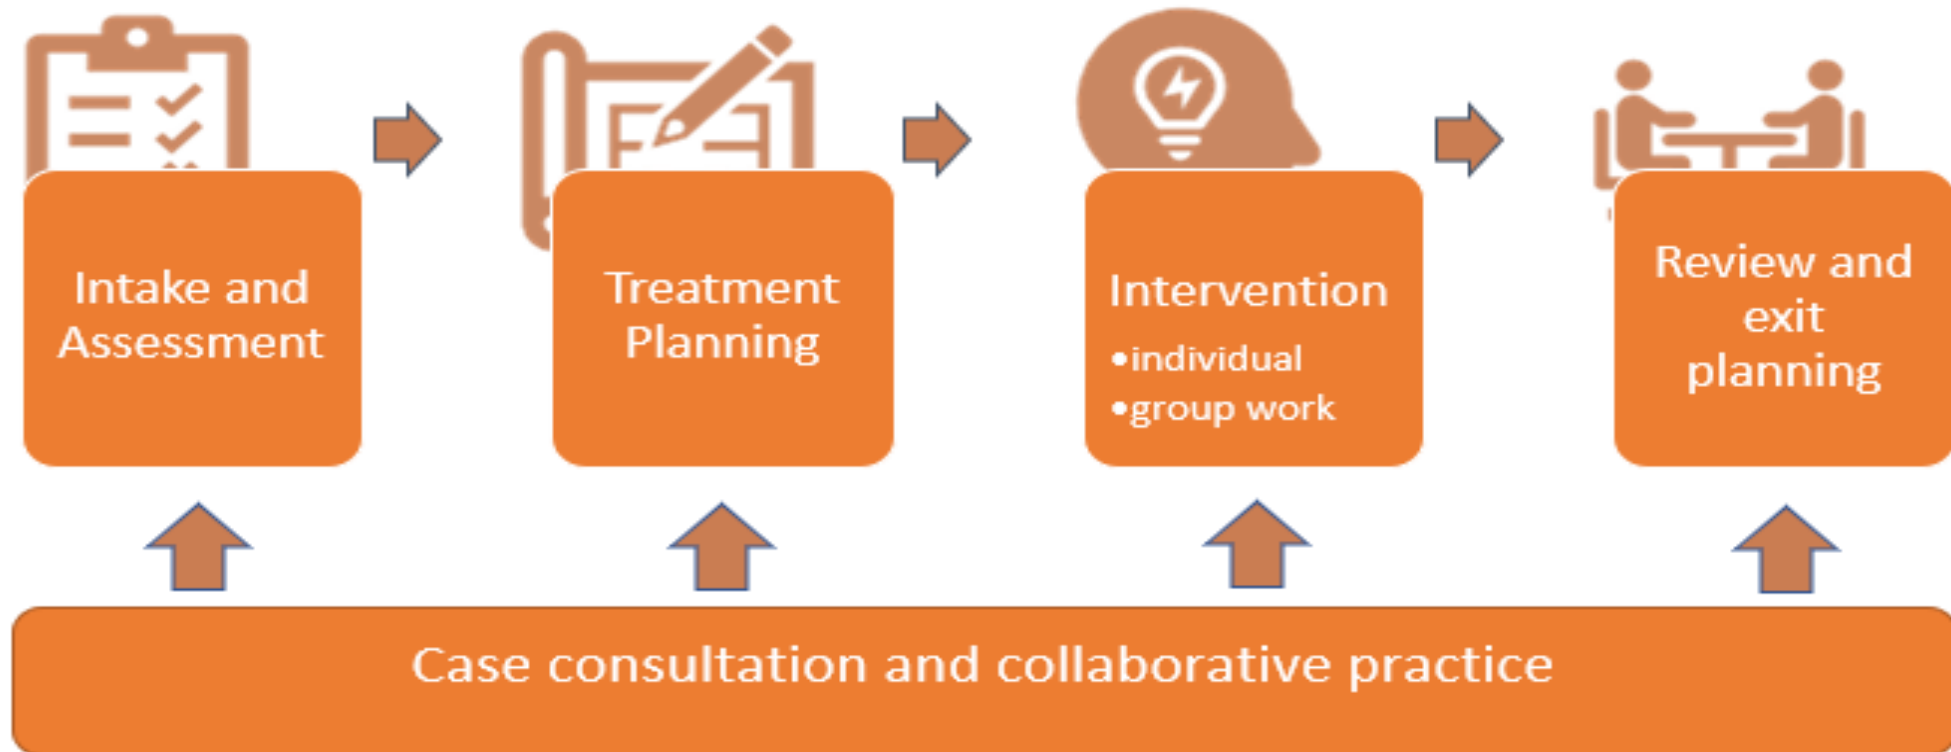 Intake and
Assessment
Treatment
Planning
Intervention
•individual
•group work
Review and
exit
planning
Case consultation and collaborative practice